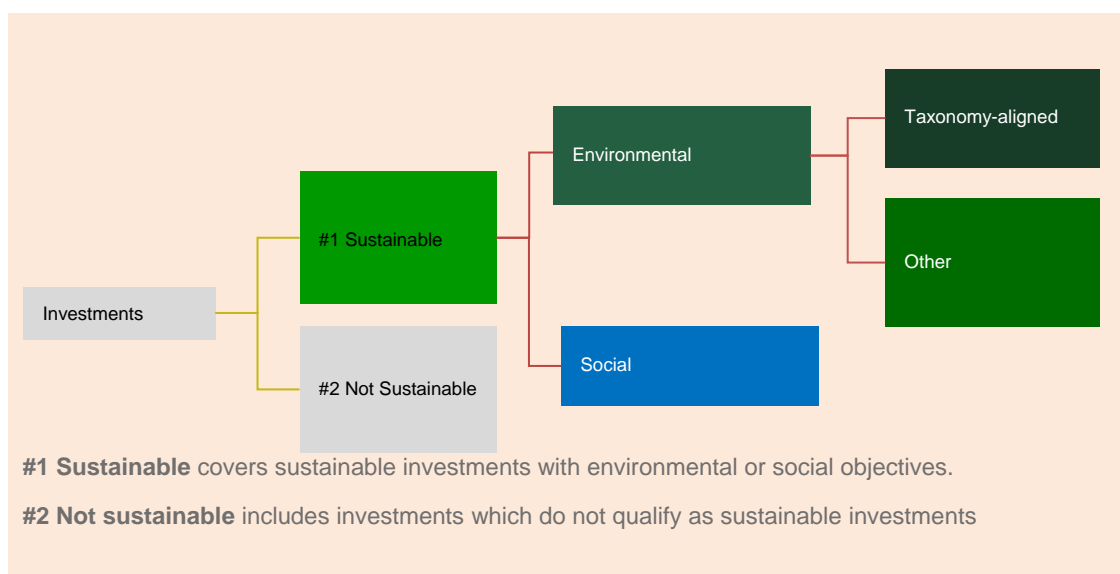 Taxonomy-aligned
Environmental
#1 Sustainable
Other
Investments
Social
#2 Not Sustainable
#1 Sustainable covers sustainable investments with environmental or social objectives.
#2 Not sustainable includes investments which do not qualify as sustainable investments